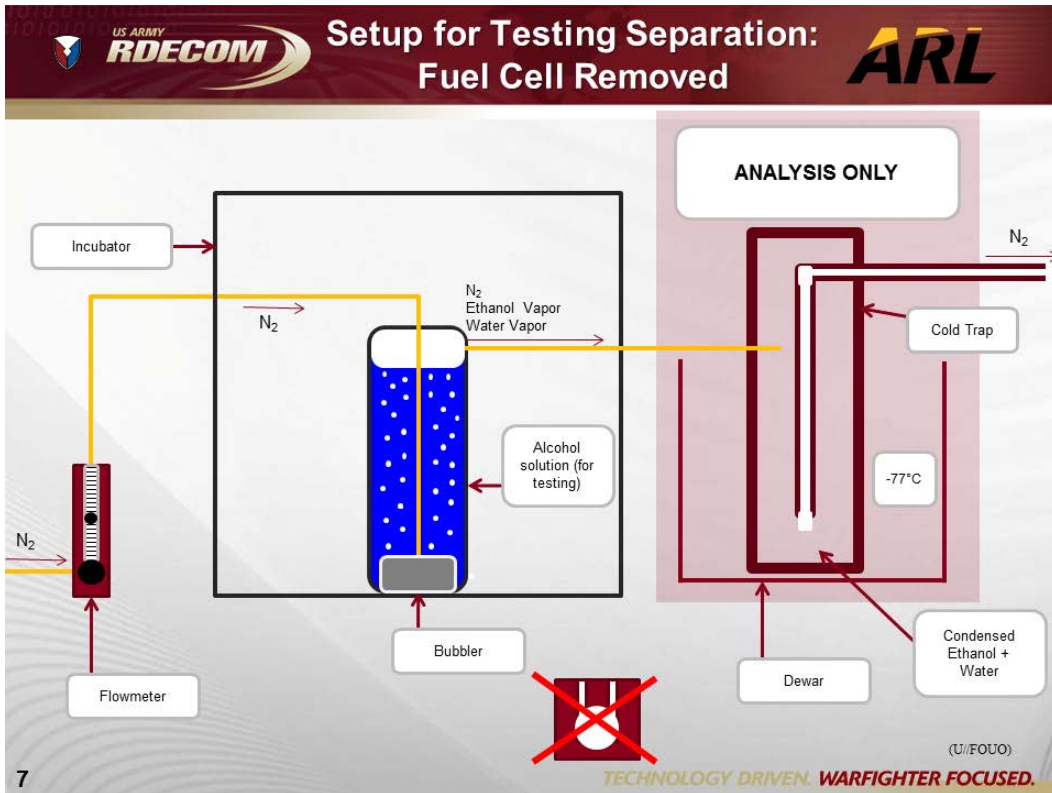 US ARMY
RDECOM
Setup for Testing Separation:
Fuel Cell Removed
ARL
ANALYSIS ONLY
Incubator
N2
N2
N2
Ethanol Vapor
Water Vapor
Cold Trap
Alcohol
solution (for
testing)
-77°C
N2
Bubbler
Condensed
Ethanol +
Water
Flowmeter
Dewar
(U//FOUO)
7
TECHNOLOGY DRIVEN. WARFIGHTER FOCUSED.